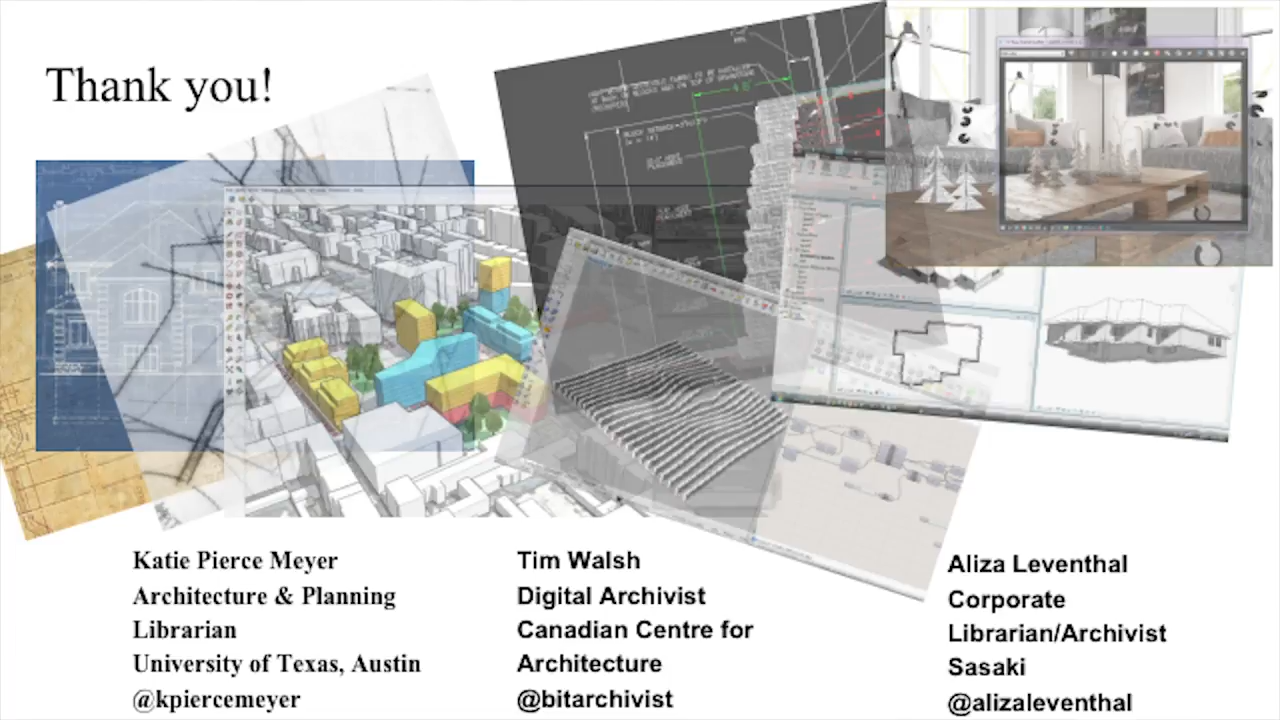 Thank you!
Katie Pierce Meyer
Architecture & Planning
Librarian
University of Texas, Austin
@kpiercemeyer
Tim Walsh
Digital Archivist
Canadian Centre for
Architecture
@bitarchivist
Aliza Leventhal
Corporate
Librarian/Archivist
Sasaki
@alizaleventhal